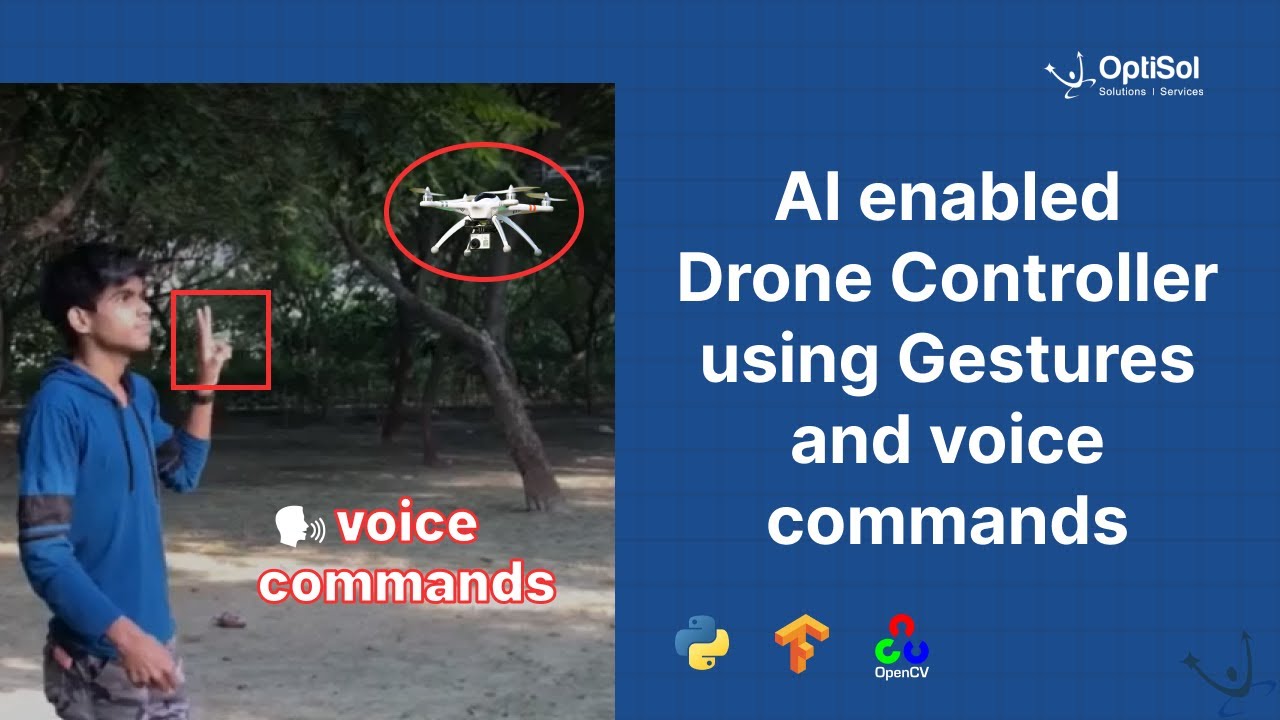 OptiSol
Solutions | Services
AI enabled
Drone Controller
using Gestures
and voice
commands
voice
commands
OpenCV